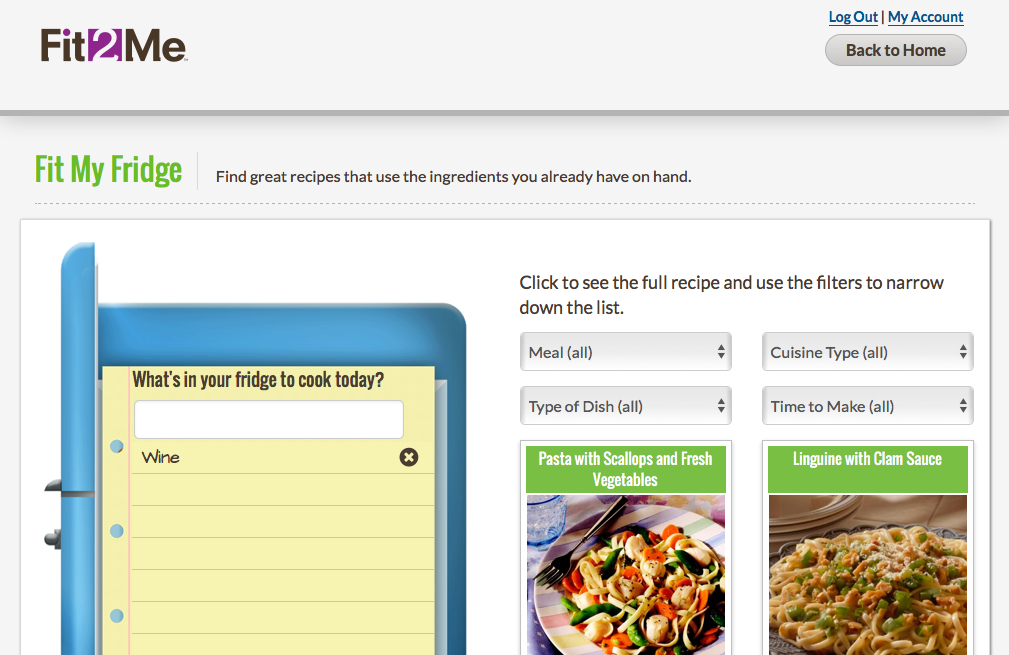 Log Out | My Account
Fit2Me
Back to Home
Fit My Fridge
Find great recipes that use the ingredients you already have on hand.
What's in your fridge to cook today?
Wine
Click to see the full recipe and use the filters to narrow
down the list.
Meal (all)
Cuisine Type (all)
Type of Dish (all)
Time to Make (all)
Pasta with Scallops and Fresh
Vegetables
Linguine with Clam Sauce